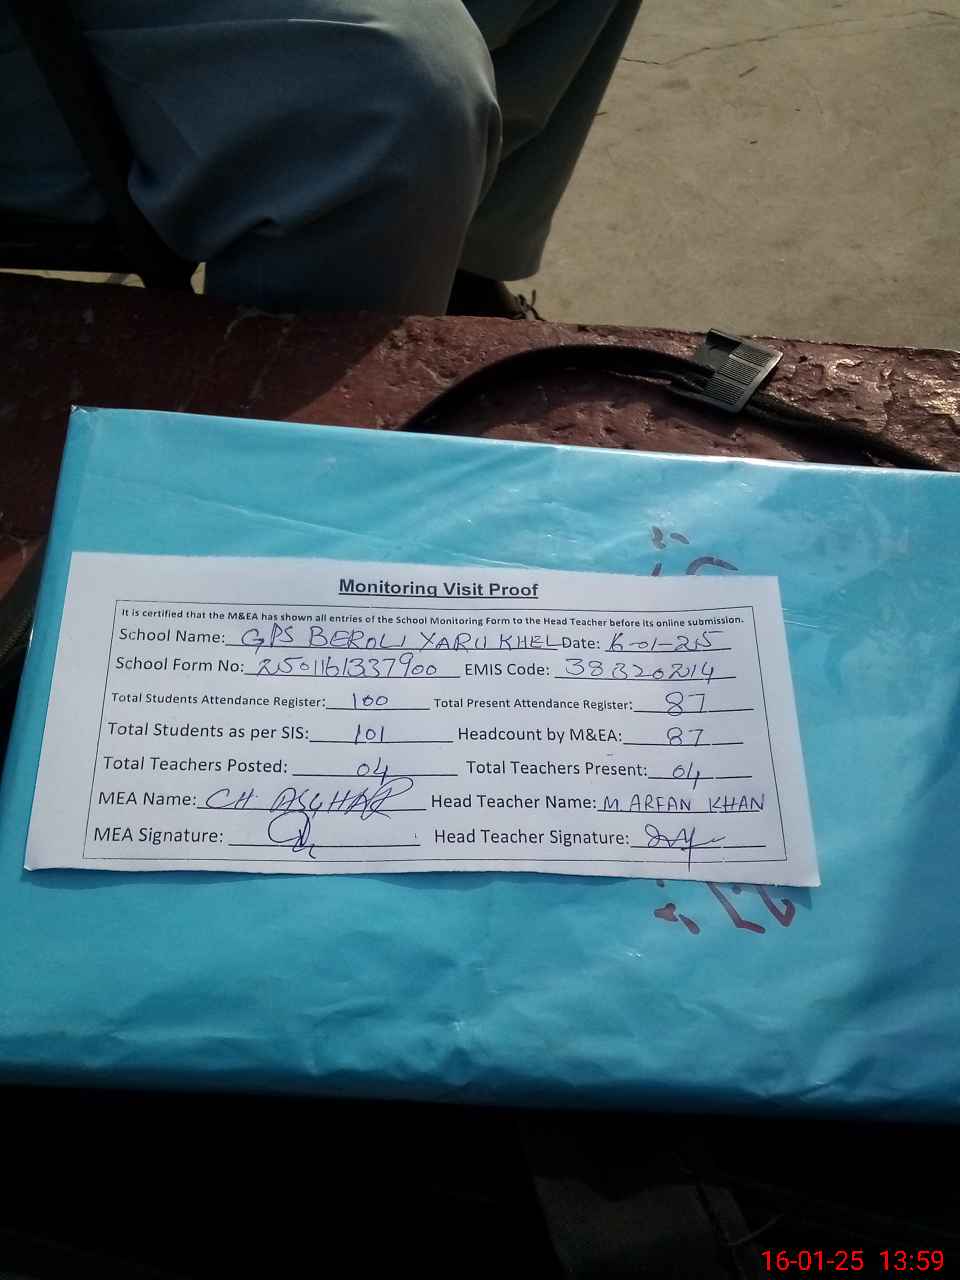 Monitoring Visit Proof
It is certified that the M&EA has shown all entries of the School Monitoring Form to the Head Teacher before its online submission.
School Name: GPS BEROLI YARU KHEL Date: 16-01-25
School Form No: 2501161337900 EMIS Code: 38320214
Total Students Attendance Register: 100 Total Present Attendance Register: 87
Total Students as per SIS: 101 Headcount by M&EA: 87
Total Teachers Posted: 04 Total Teachers Present: 04
MEA Name: CH. ASGHAR Head Teacher Name: M ARFAN KHAN
MEA Signature: Head Teacher Signature:
16-01-25 13:59